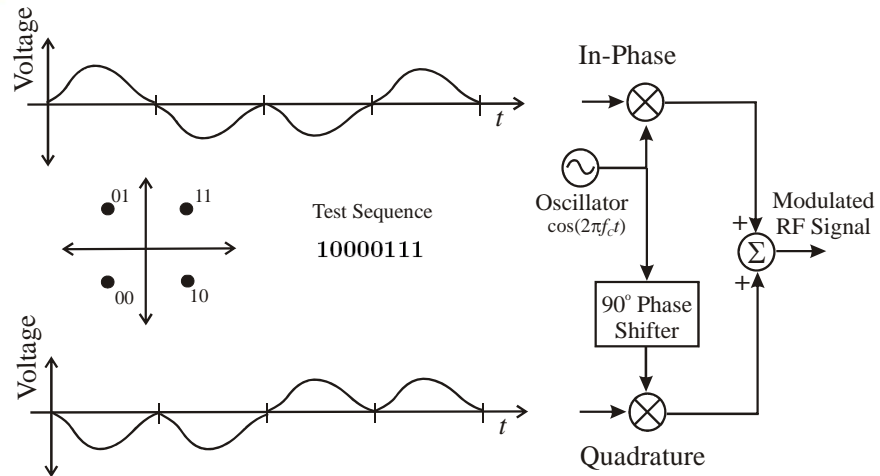 Voltage
t
In-Phase
01
11
00
10
Test Sequence
10000111
Oscillator
cos(2πf_ct)
Modulated
RF Signal
+
Σ
+
90° Phase
Shifter
Voltage
t
Quadrature